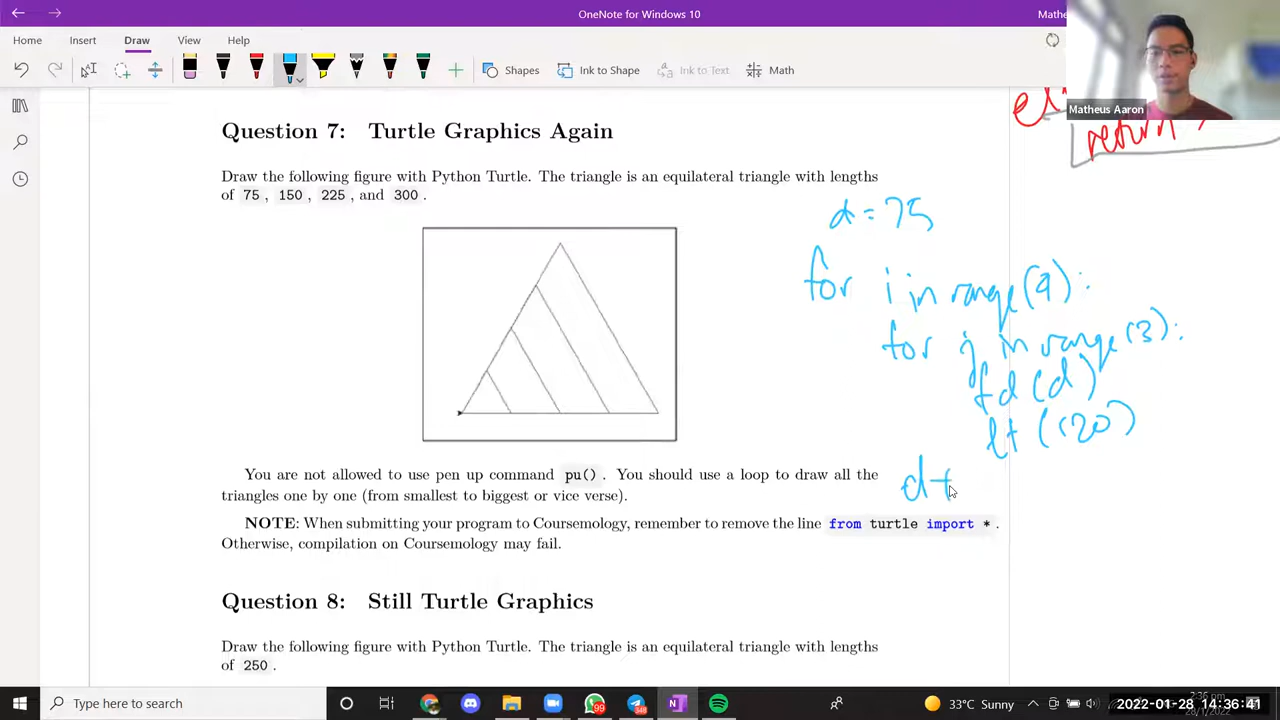 OneNote for Windows 10
Home Insert Draw View Help
Shapes Ink to Shape Ink to Text Math
Matheus Aaron
return
Question 7: Turtle Graphics Again
Draw the following figure with Python Turtle. The triangle is an equilateral triangle with lengths
of 75 , 150 , 225 , and 300 .
d = 75
for i in range(4):
for j in range(3):
fd(d)
lt(120)
d+
You are not allowed to use pen up command pu() . You should use a loop to draw all the
triangles one by one (from smallest to biggest or vice verse).
NOTE: When submitting your program to Coursemology, remember to remove the line from turtle import * .
Otherwise, compilation on Coursemology may fail.
Question 8: Still Turtle Graphics
Draw the following figure with Python Turtle. The triangle is an equilateral triangle with lengths
of 250 .
Type here to search
99
33°C Sunny
2022-01-28 14:36:41